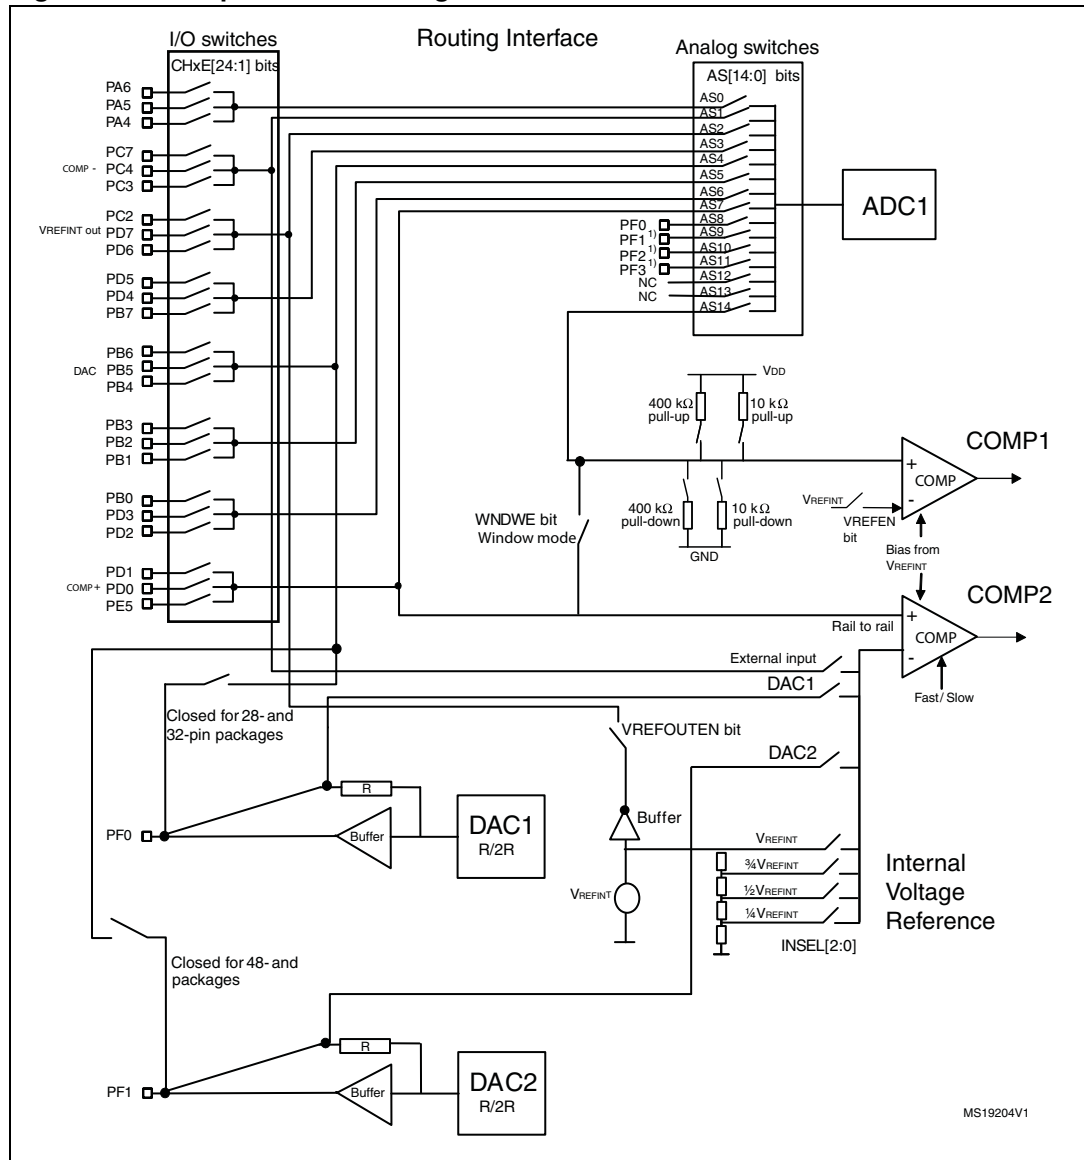 I/O switches
Routing Interface
Analog switches
CHxE[24:1] bits
AS[14:0] bits
PA6
PA5
PA4
PC7
COMP - PC4
PC3
PC2
VREFINT out PD7
PD6
PD5
PD4
PB7
PB6
DAC PB5
PB4
PB3
PB2
PB1
PB0
PD3
PD2
PD1
COMP+ PD0
PE5
AS0
AS1
AS2
AS3
AS4
AS5
AS6
AS7
AS8
AS9
AS10
AS11
AS12
AS13
AS14
PF0
PF1 1)
PF2 1)
PF3 1)
NC
NC
ADC1
VDD
400 kΩ
pull-up
10 kΩ
pull-up
400 kΩ
pull-down
10 kΩ
pull-down
GND
WNDWE bit
Window mode
COMP1
+
COMP
-
VREFINT
VREFEN
bit
Bias from
VREFINT
COMP2
+
COMP
-
Rail to rail
Fast/ Slow
External input
DAC1
DAC2
Closed for 28- and
32-pin packages
VREFOUTEN bit
R
PF0
Buffer
DAC1
R/2R
Buffer
VREFINT
VREFINT
¾VREFINT
½VREFINT
¼VREFINT
INSEL[2:0]
Internal
Voltage
Reference
Closed for 48- and
packages
R
PF1
Buffer
DAC2
R/2R
MS19204V1